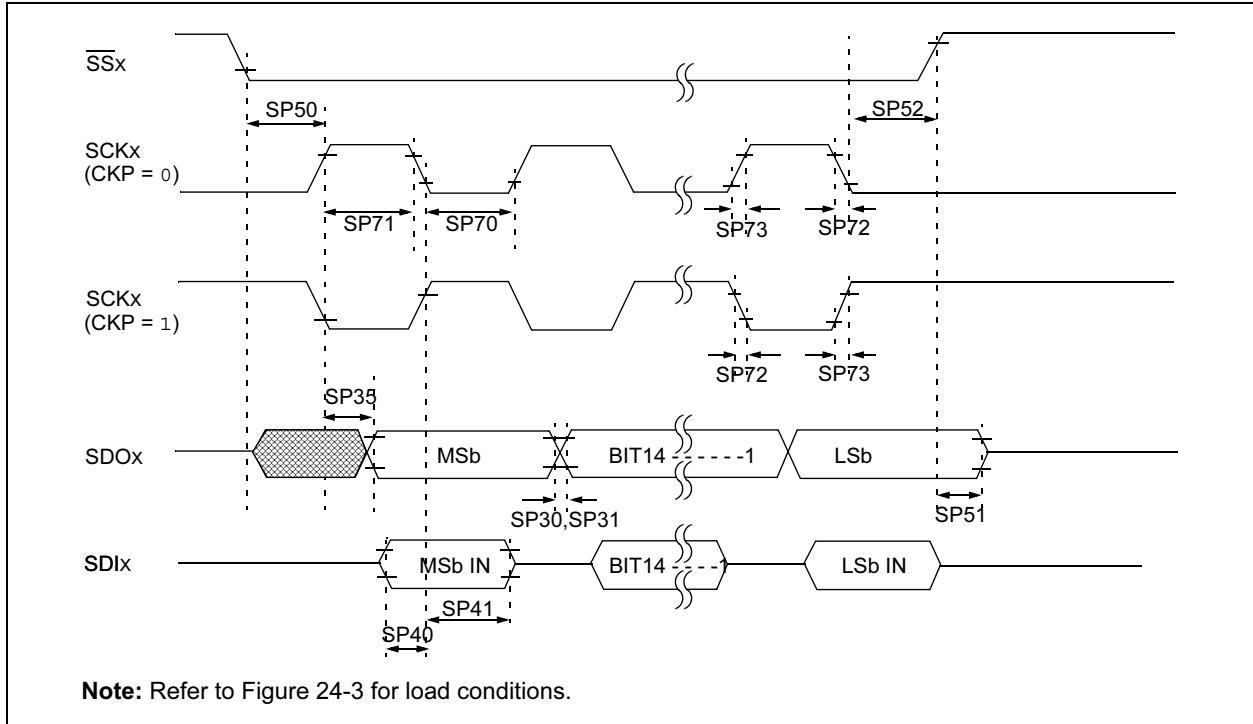 SSx
SP50
SP52
SCKx
(CKP = 0)
SP71
SP70
SP73
SP72
SCKx
(CKP = 1)
SP72
SP73
SP35
SDOx
MSb
BIT14 - - - - - -1
LSb
SP30,SP31
SP51
SDIx
MSb IN
BIT14 - - - - -1
LSb IN
SP41
SP40
Note: Refer to Figure 24-3 for load conditions.